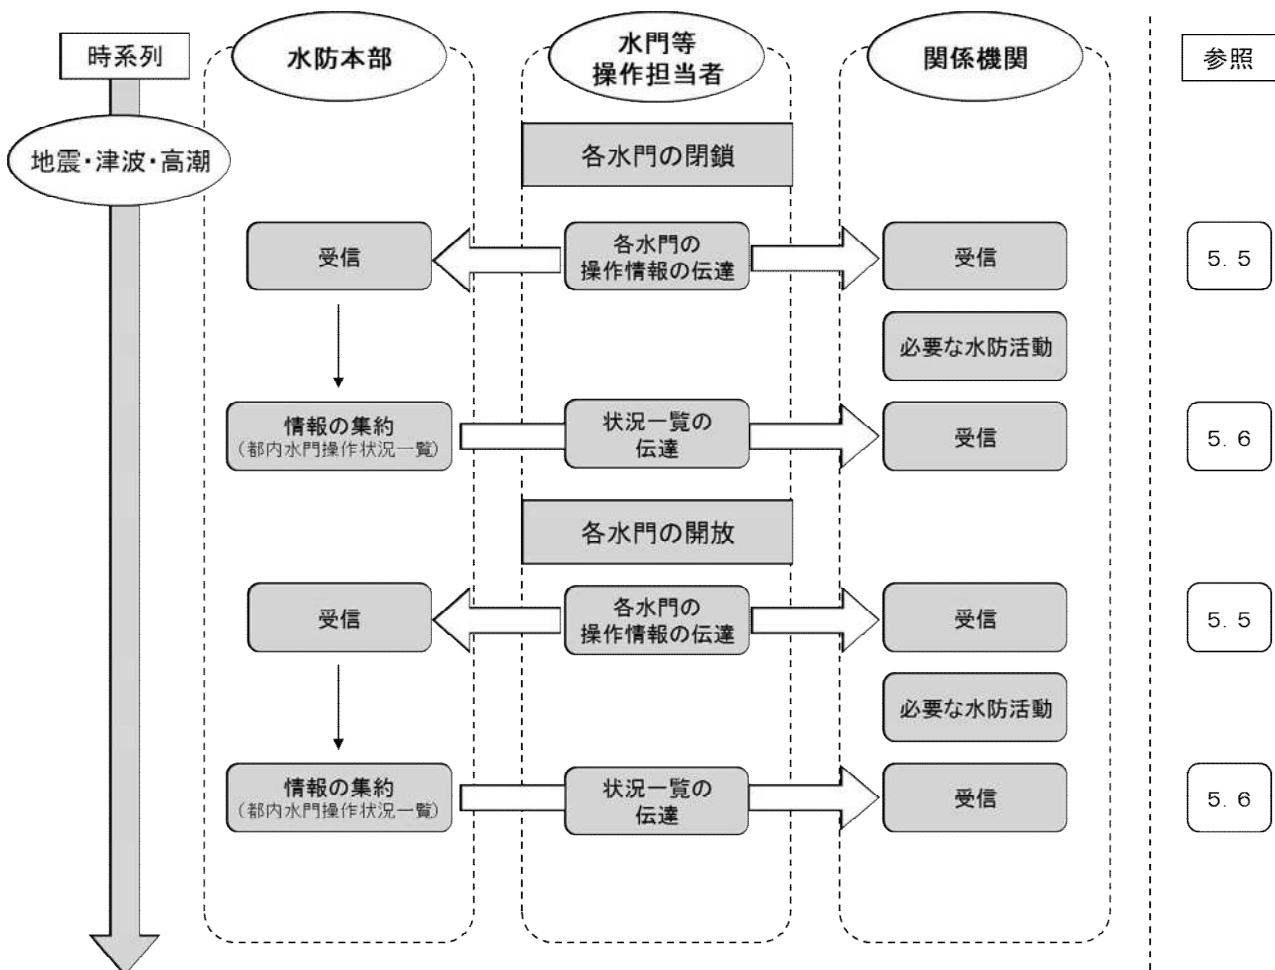 時系列
水防本部
水門等
操作担当者
関係機関
参照
地震・津波・高潮
各水門の閉鎖
受信
各水門の
操作情報の伝達
受信
5. 5
必要な水防活動
情報の集約
(都内水門操作状況一覧)
状況一覧の
伝達
受信
5. 6
各水門の開放
受信
各水門の
操作情報の伝達
受信
5. 5
必要な水防活動
情報の集約
(都内水門操作状況一覧)
状況一覧の
伝達
受信
5. 6